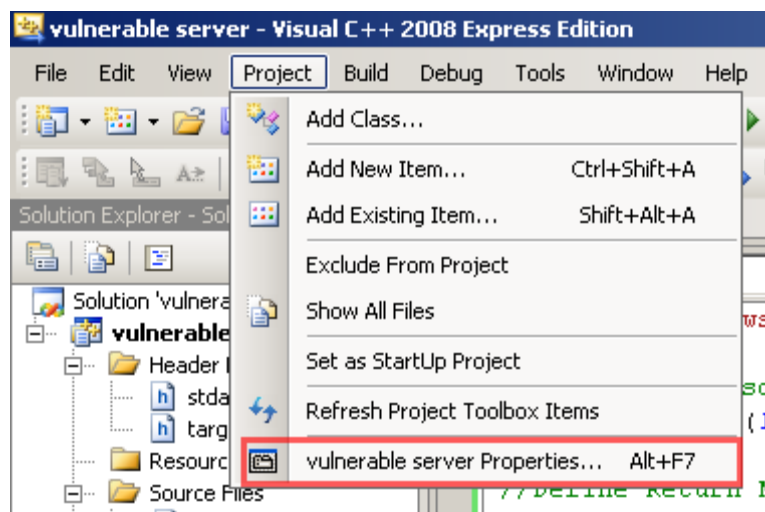 vulnerable server - Visual C++ 2008 Express Edition
File Edit View Project Build Debug Tools Window Help
Add Class...
Add New Item... Ctrl+Shift+A
Add Existing Item... Shift+Alt+A
Solution Explorer - Sol
Exclude From Project
Solution 'vulnera
Show All Files
vulnerable
Header
Set as StartUp Project
stda
Refresh Project Toolbox Items
targ
Resourc
vulnerable server Properties... Alt+F7
Source Files
//Define Return